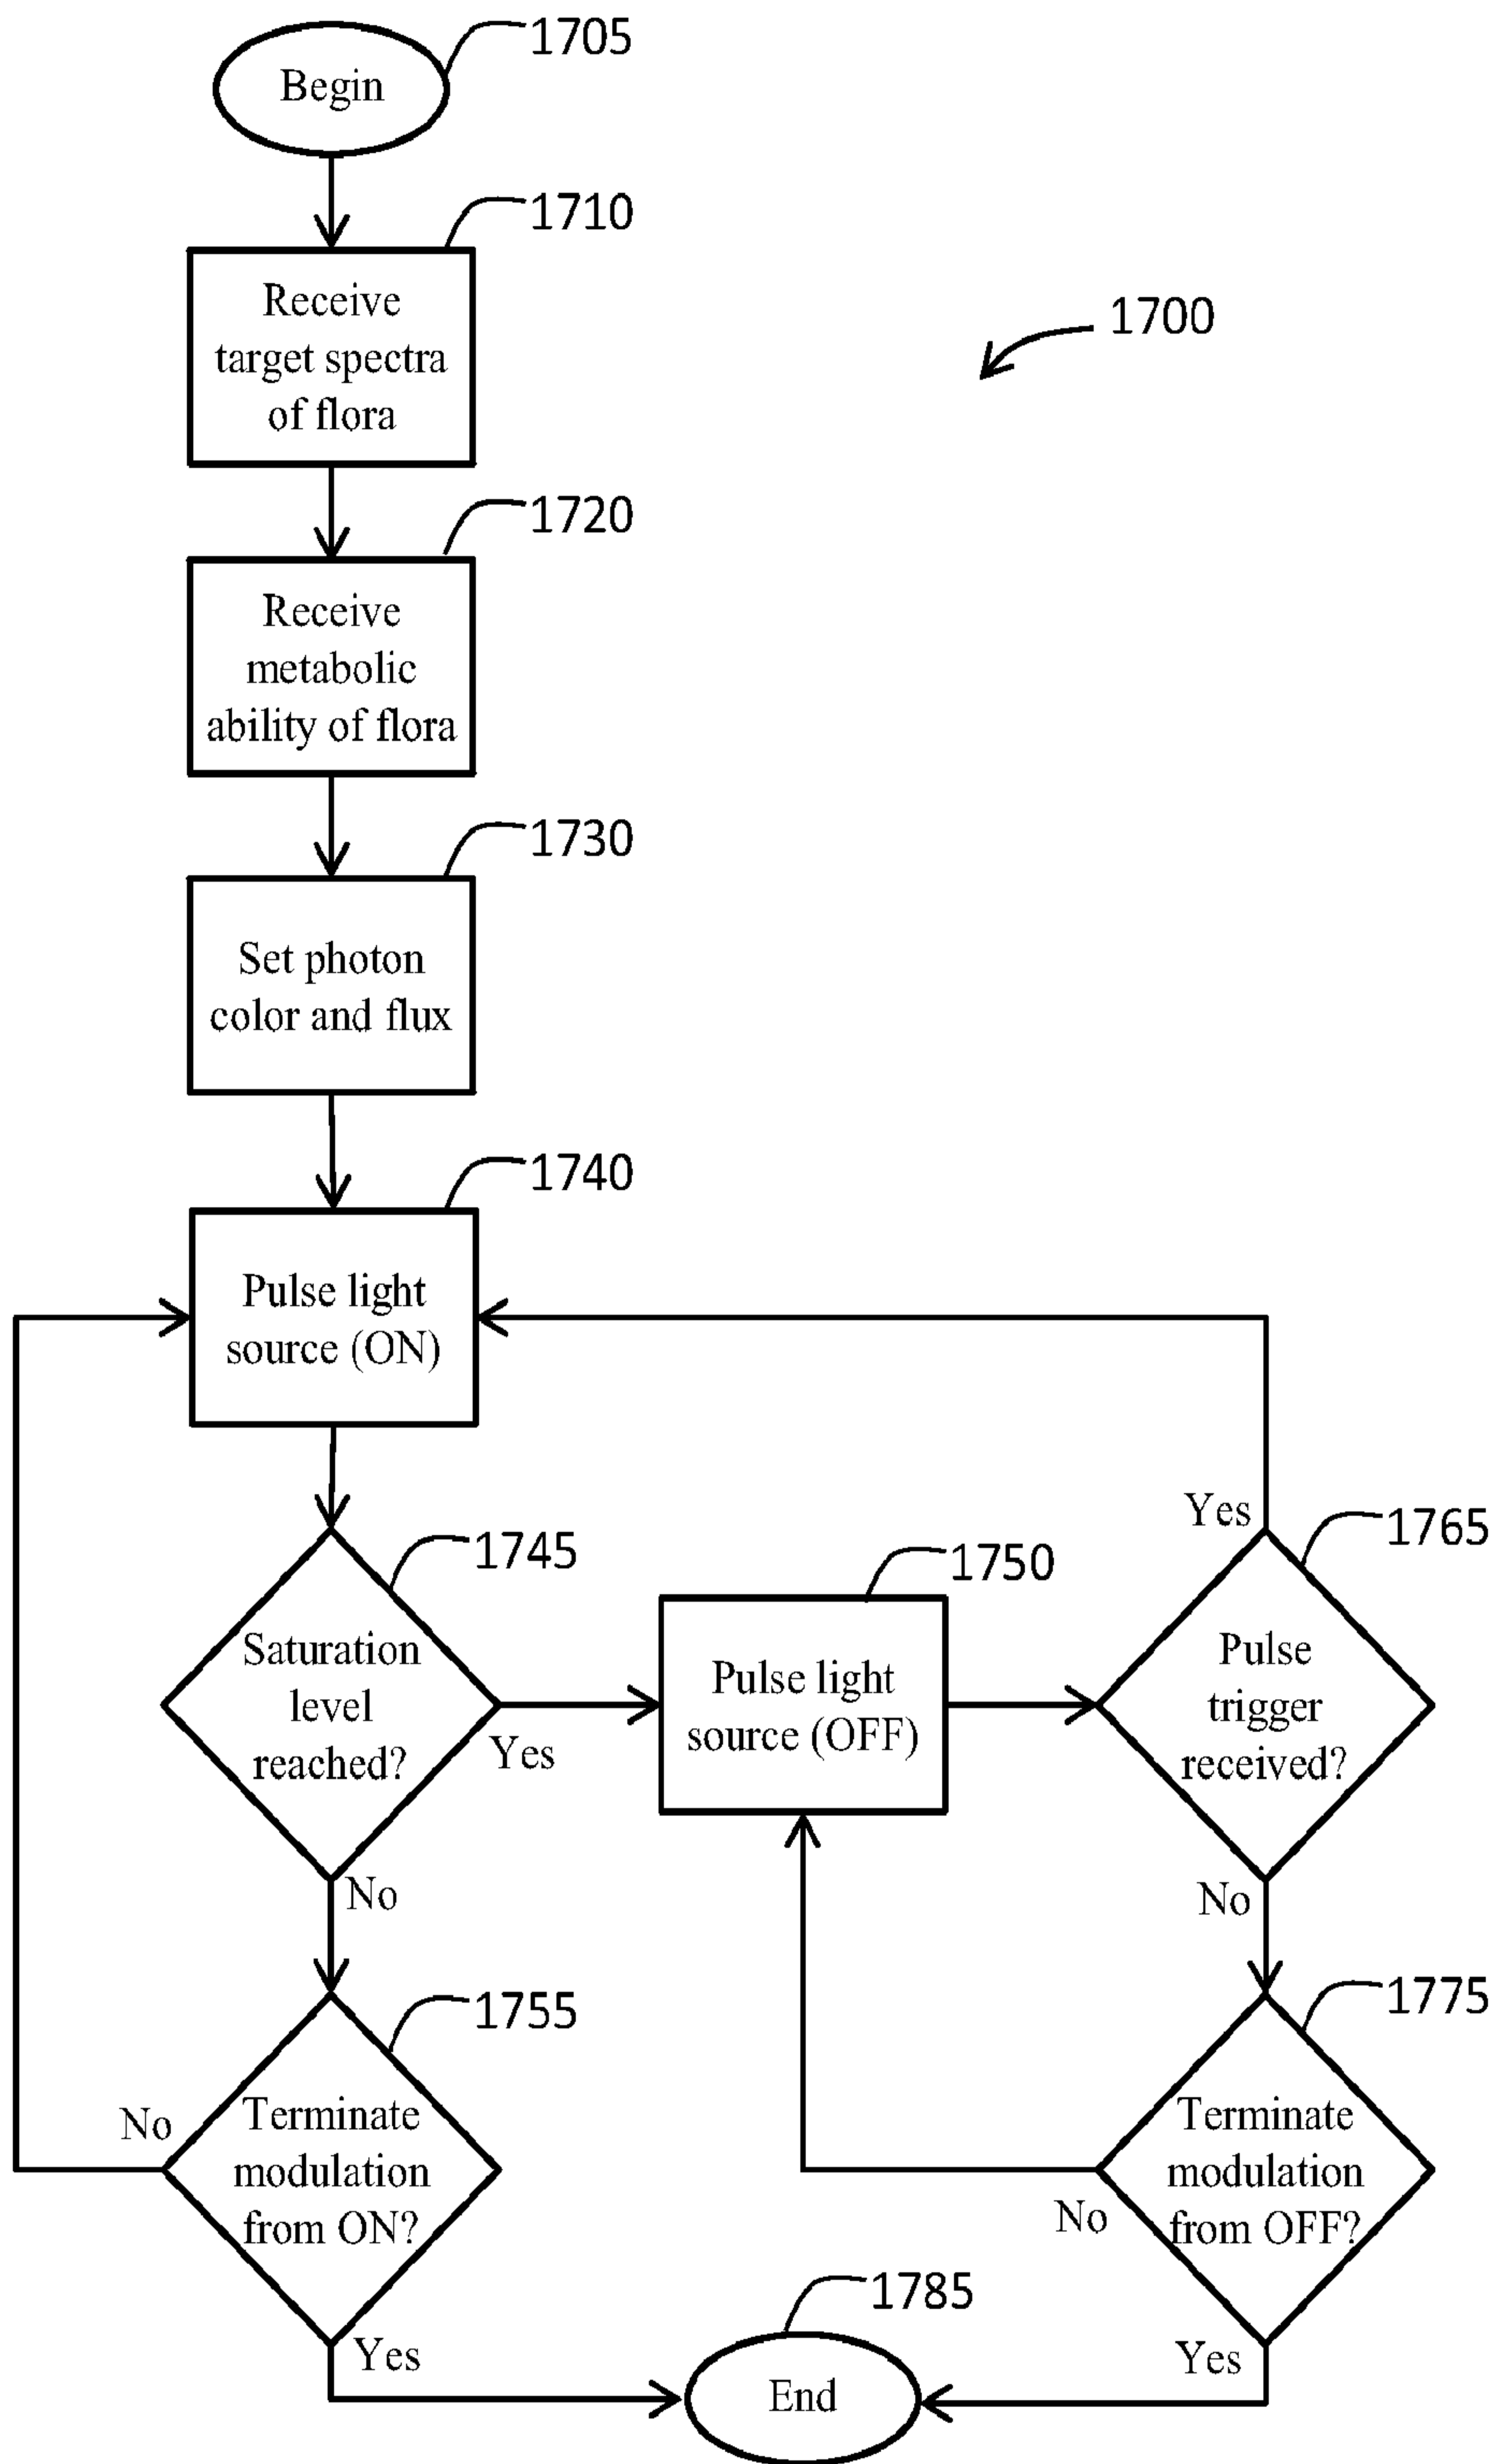 1705
Begin
1710
Receive
target spectra
of flora
1700
1720
Receive
metabolic
ability of flora
1730
Set photon
color and flux
1740
Pulse light
source (ON)
1745
Saturation
level
reached?
Yes
No
1750
Pulse light
source (OFF)
Yes
1765
Pulse
trigger
received?
No
1755
No
Terminate
modulation
from ON?
Yes
1775
Terminate
modulation
from OFF?
No
Yes
1785
End